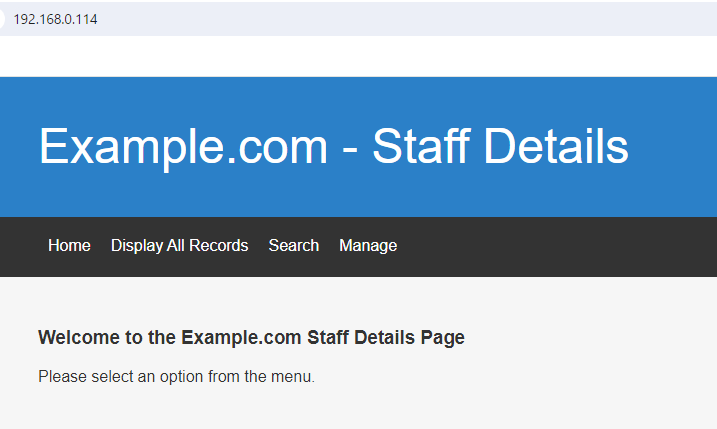 192.168.0.114
Example.com - Staff Details
Home Display All Records Search Manage
Welcome to the Example.com Staff Details Page
Please select an option from the menu.